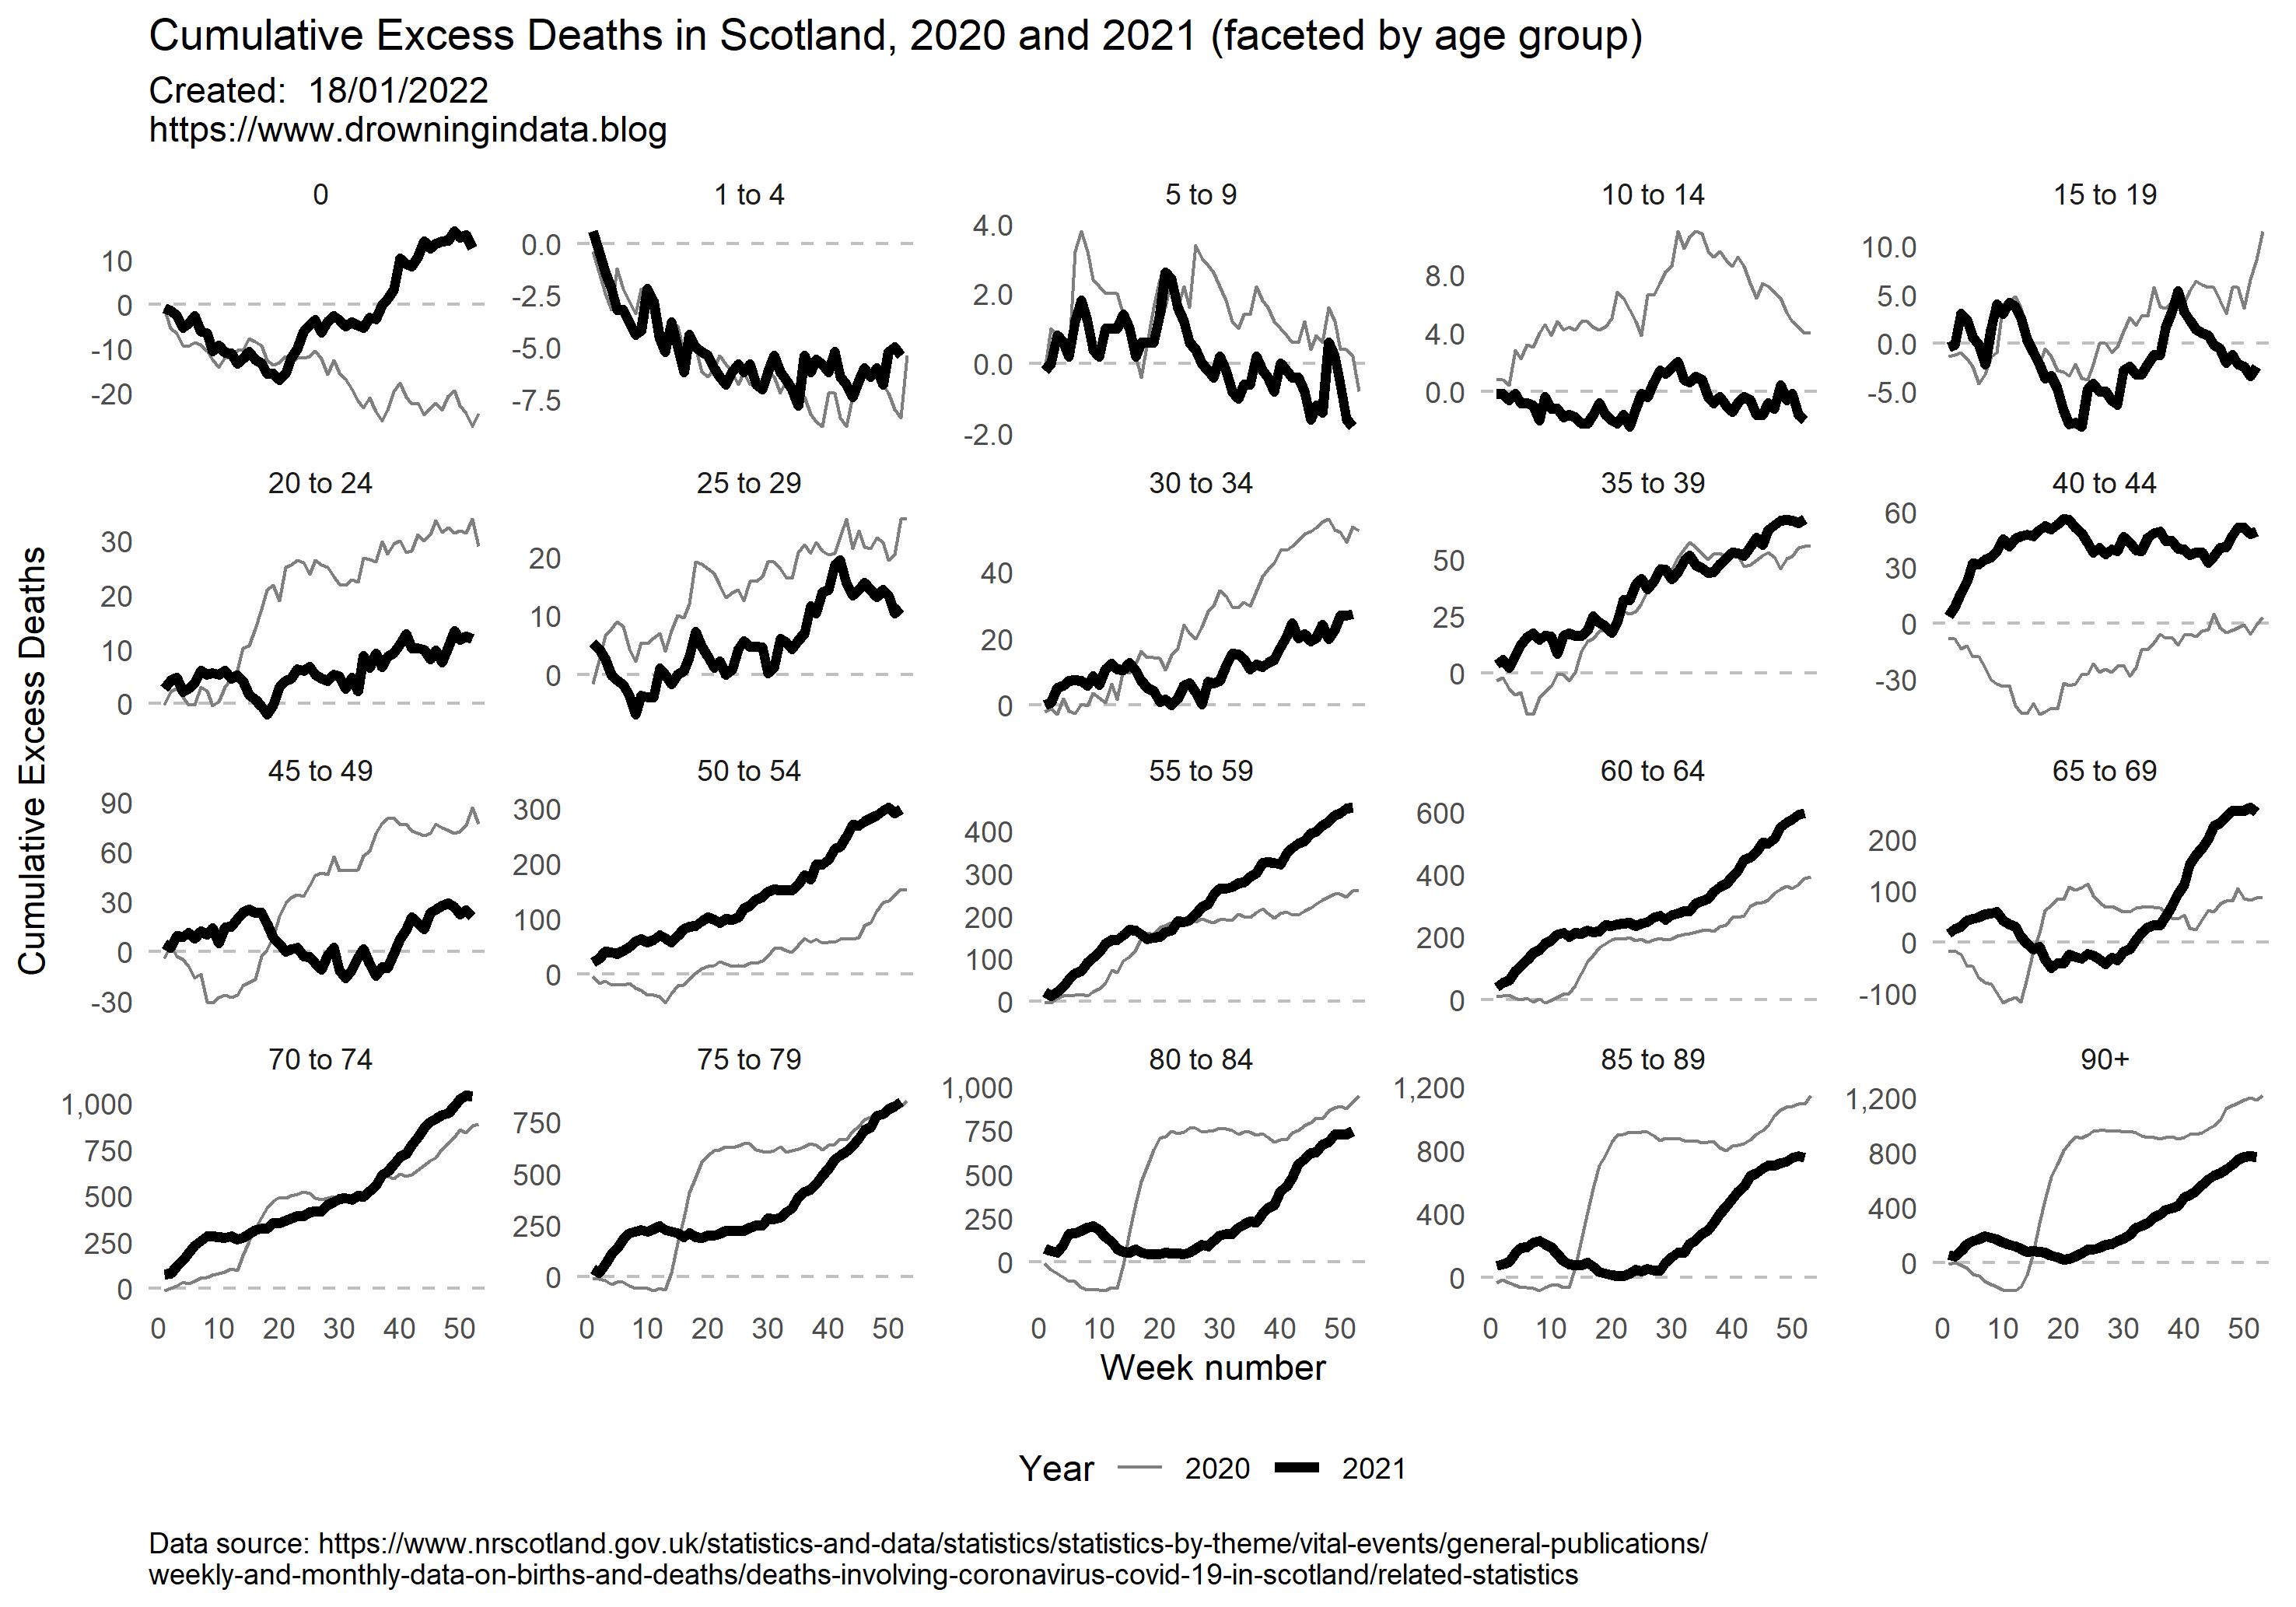 Cumulative Excess Deaths in Scotland, 2020 and 2021 (faceted by age group)
Created:  18/01/2022
https://www.drowningindata.blog
0
1 to 4
5 to 9
10 to 14
15 to 19
10
0
-10
-20
0.0
-2.5
-5.0
-7.5
4.0
2.0
0.0
-2.0
8.0
4.0
0.0
10.0
5.0
0.0
-5.0
20 to 24
25 to 29
30 to 34
35 to 39
40 to 44
30
20
10
0
20
10
0
40
20
0
50
25
0
60
30
0
-30
Cumulative Excess Deaths
45 to 49
50 to 54
55 to 59
60 to 64
65 to 69
90
60
30
0
-30
300
200
100
0
400
300
200
100
0
600
400
200
0
200
100
0
-100
70 to 74
75 to 79
80 to 84
85 to 89
90+
1,000
750
500
250
0
750
500
250
0
1,000
750
500
250
0
1,200
800
400
0
1,200
800
400
0
0 10 20 30 40 50
0 10 20 30 40 50
0 10 20 30 40 50
0 10 20 30 40 50
0 10 20 30 40 50
Week number
Year 2020 2021
Data source: https://www.nrscotland.gov.uk/statistics-and-data/statistics/statistics-by-theme/vital-events/general-publications/
weekly-and-monthly-data-on-births-and-deaths/deaths-involving-coronavirus-covid-19-in-scotland/related-statistics